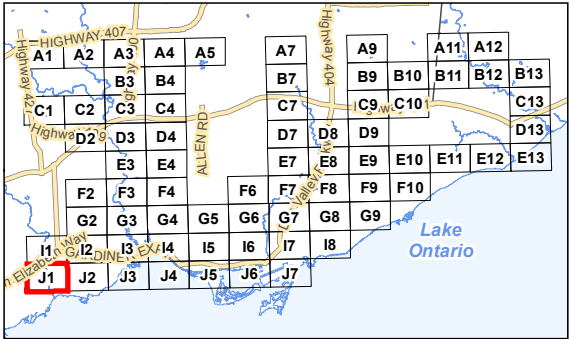 HIGHWAY 407
A1 A2 A3 A4 A5 A7 A9 A11 A12
Highway 404
B3 B4 B7 B9 B10 B11 B12 B13
C1 C2 C3 C4 C7 C9 C10 C13
D2 D3 D4 D7 D8 D9 D13
ALLEN RD
E3 E4 E7 E8 E9 E10 E11 E12 E13
F2 F3 F4 F6 F7 F8 F9 F10
G2 G3 G4 G5 G6 G7 G8 G9
Lake
Ontario
I1 I2 I3 I4 I5 I6 I7 I8
J1 J2 J3 J4 J5 J6 J7